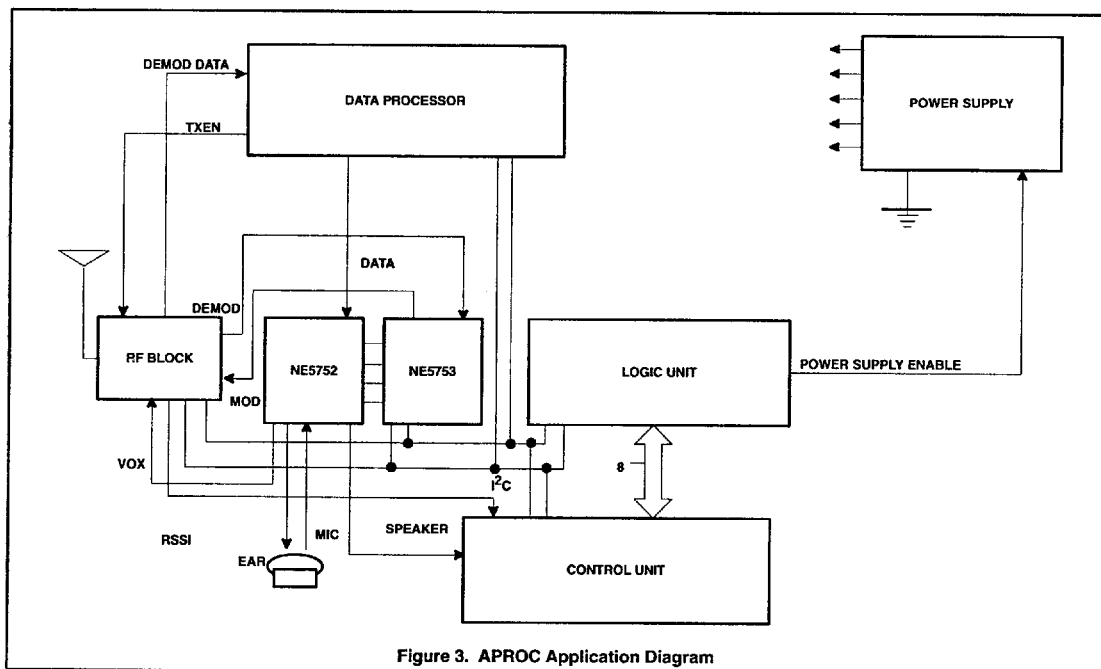 DEMOD DATA
DATA PROCESSOR
POWER SUPPLY
TXEN
DATA
DEMOD
RF BLOCK
NE5752
NE5753
LOGIC UNIT
POWER SUPPLY ENABLE
MOD
VOX
8
I²C
RSSI
MIC
SPEAKER
EAR
CONTROL UNIT
Figure 3. APROC Application Diagram